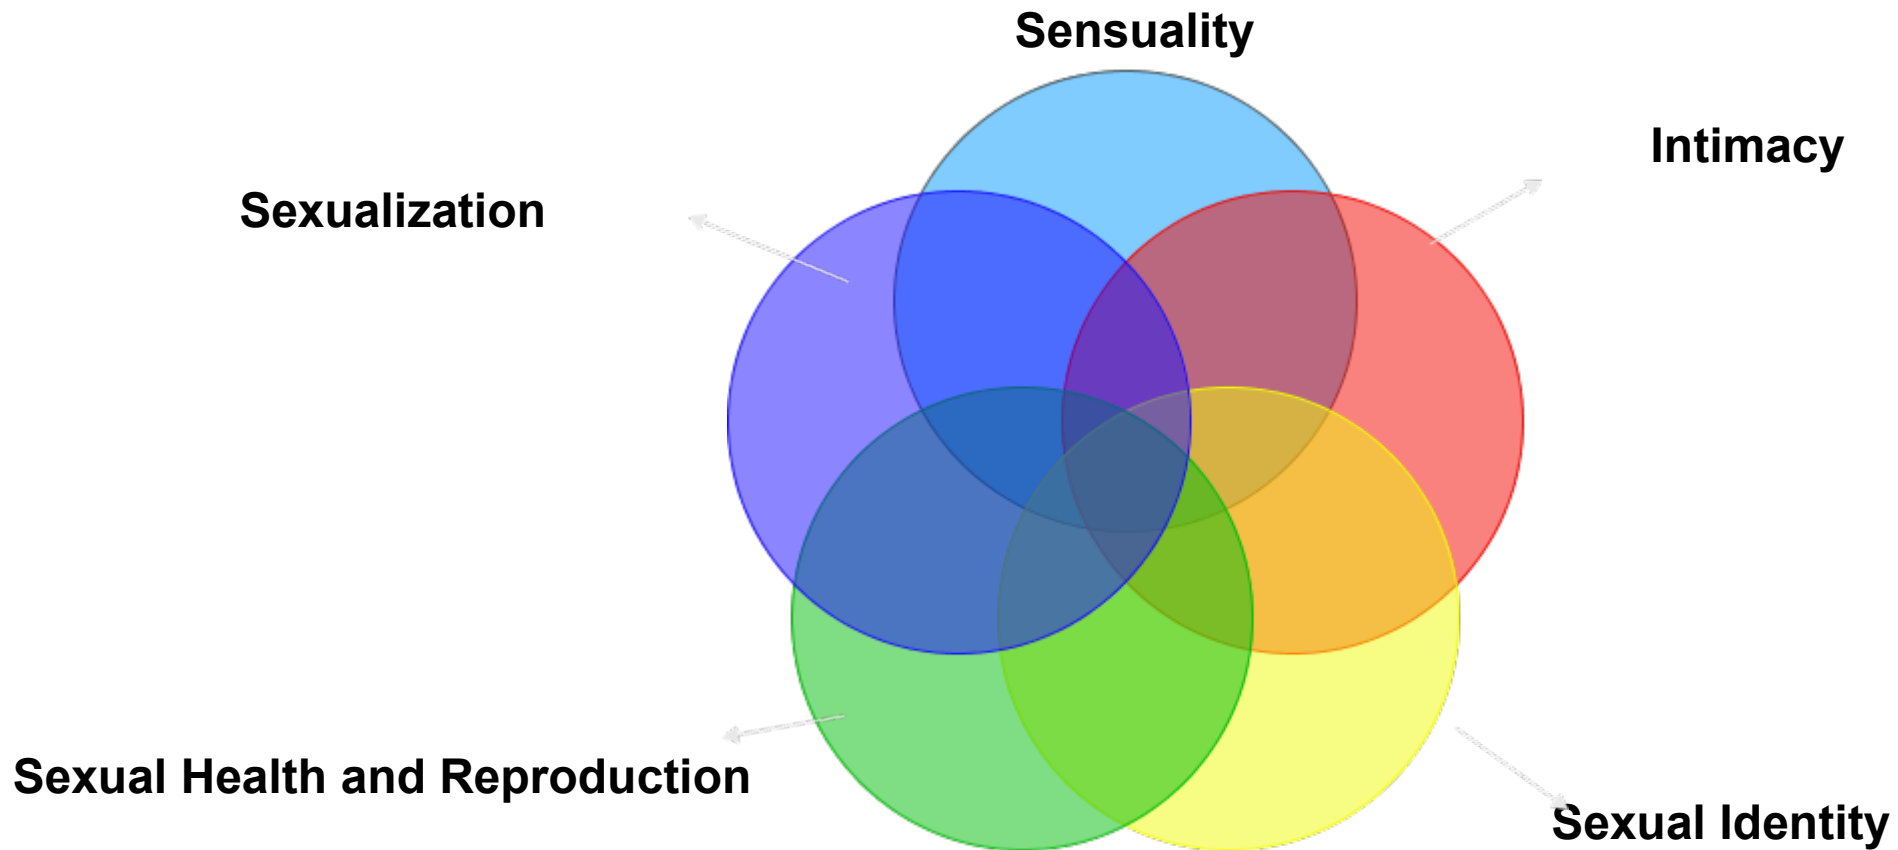 Sensuality
Intimacy
Sexualization
Sexual Health and Reproduction
Sexual Identity